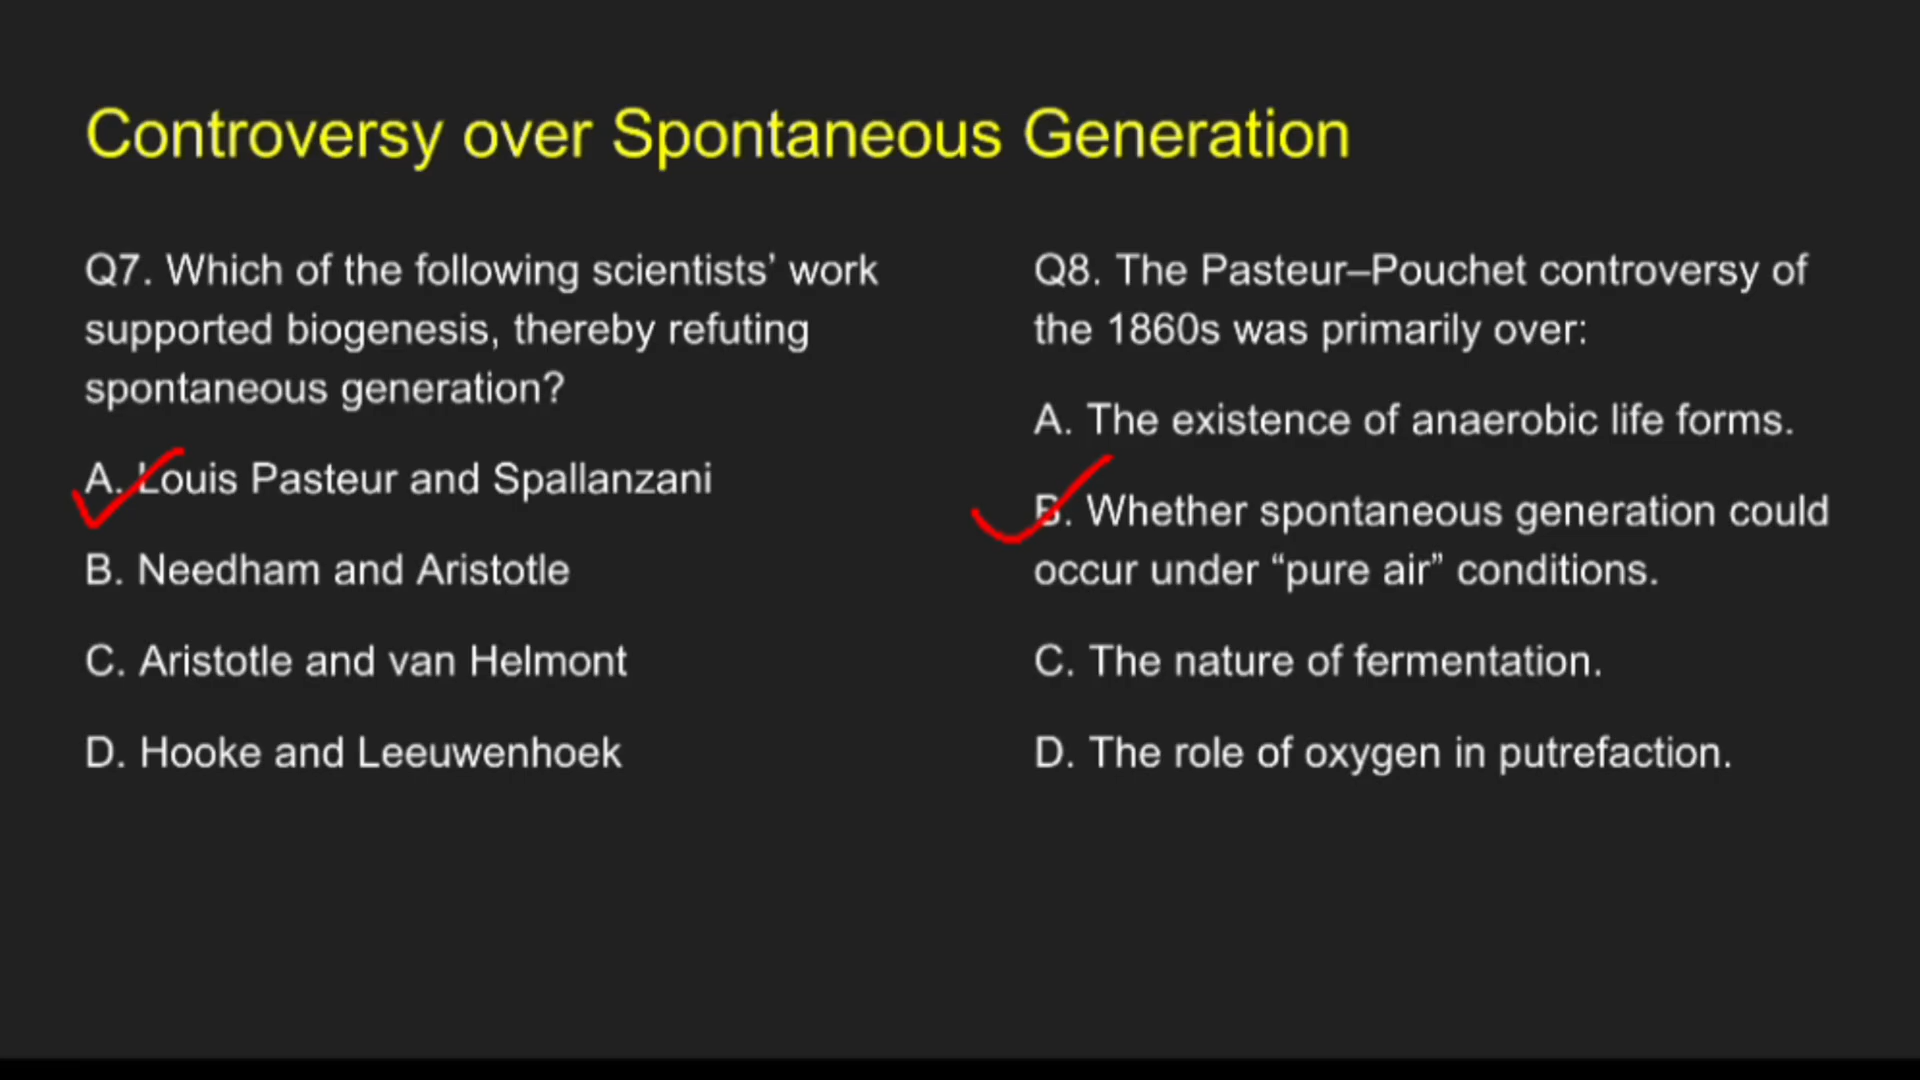 Controversy over Spontaneous Generation
Q7. Which of the following scientists’ work
supported biogenesis, thereby refuting
spontaneous generation?
A. Louis Pasteur and Spallanzani
B. Needham and Aristotle
C. Aristotle and van Helmont
D. Hooke and Leeuwenhoek
Q8. The Pasteur–Pouchet controversy of
the 1860s was primarily over:
A. The existence of anaerobic life forms.
B. Whether spontaneous generation could
occur under “pure air” conditions.
C. The nature of fermentation.
D. The role of oxygen in putrefaction.